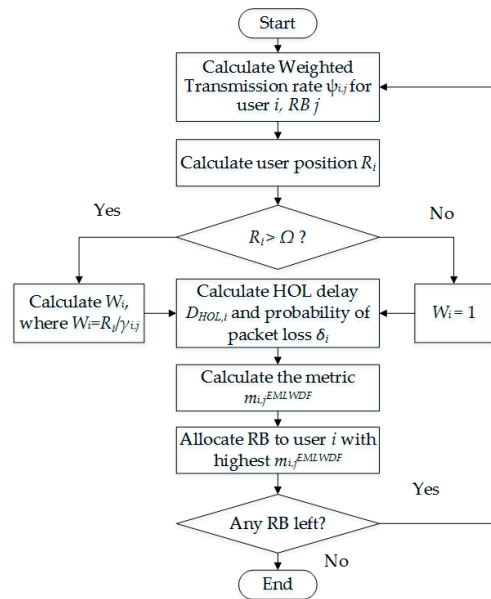 Start
Calculate Weighted
Transmission rate ψi,j for
user i, RB j
Calculate user position Ri
Yes
No
Ri > Ω ?
Calculate Wi,
where Wi=Ri/γi,j
Calculate HOL delay
DHOL,i and probability of
packet loss δi
Wi = 1
Calculate the metric
mi,jEMLWDF
Allocate RB to user i with
highest mi,jEMLWDF
Yes
Any RB left?
No
End